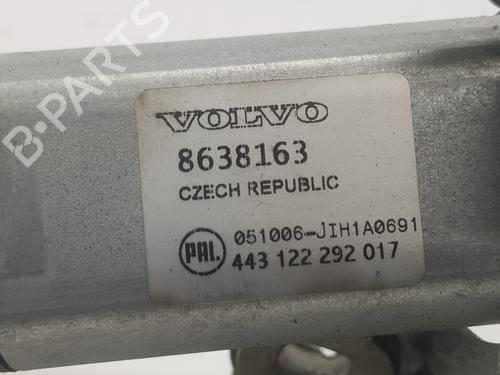 VOLVO
8638163
CZECH REPUBLIC
PAL. 051006-JIH1A0691
443 122 292 017
B-PARTS